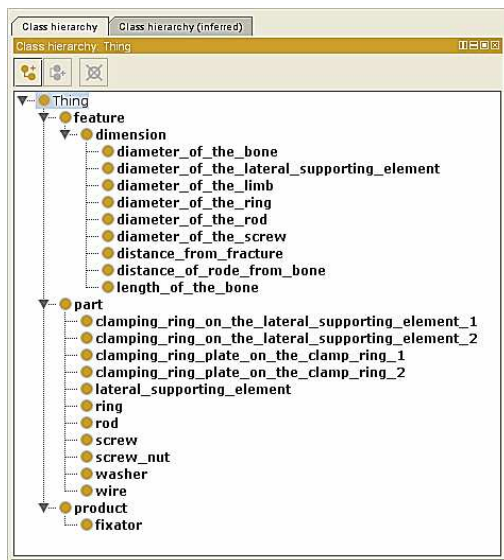 Class hierarchy Class hierarchy (inferred)
Class hierarchy: Thing
Thing
feature
dimension
diameter_of_the_bone
diameter_of_the_lateral_supporting_element
diameter_of_the_limb
diameter_of_the_ring
diameter_of_the_rod
diameter_of_the_screw
distance_from_fracture
distance_of_rode_from_bone
length_of_the_bone
part
clamping_ring_on_the_lateral_supporting_element_1
clamping_ring_on_the_lateral_supporting_element_2
clamping_ring_plate_on_the_clamp_ring_1
clamping_ring_plate_on_the_clamp_ring_2
lateral_supporting_element
ring
rod
screw
screw_nut
washer
wire
product
fixator